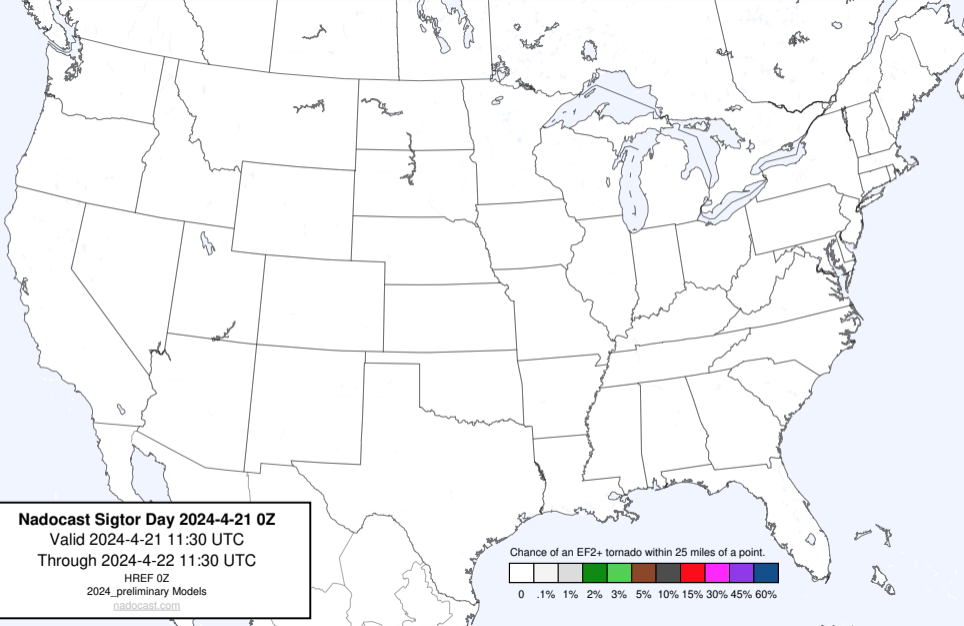 Nadocast Sigtor Day 2024-4-21 0Z
Valid 2024-4-21 11:30 UTC
Through 2024-4-22 11:30 UTC
HREF 0Z
2024_preliminary Models
nadocast.com
Chance of an EF2+ tornado within 25 miles of a point.
0 .1% 1% 2% 3% 5% 10% 15% 30% 45% 60%